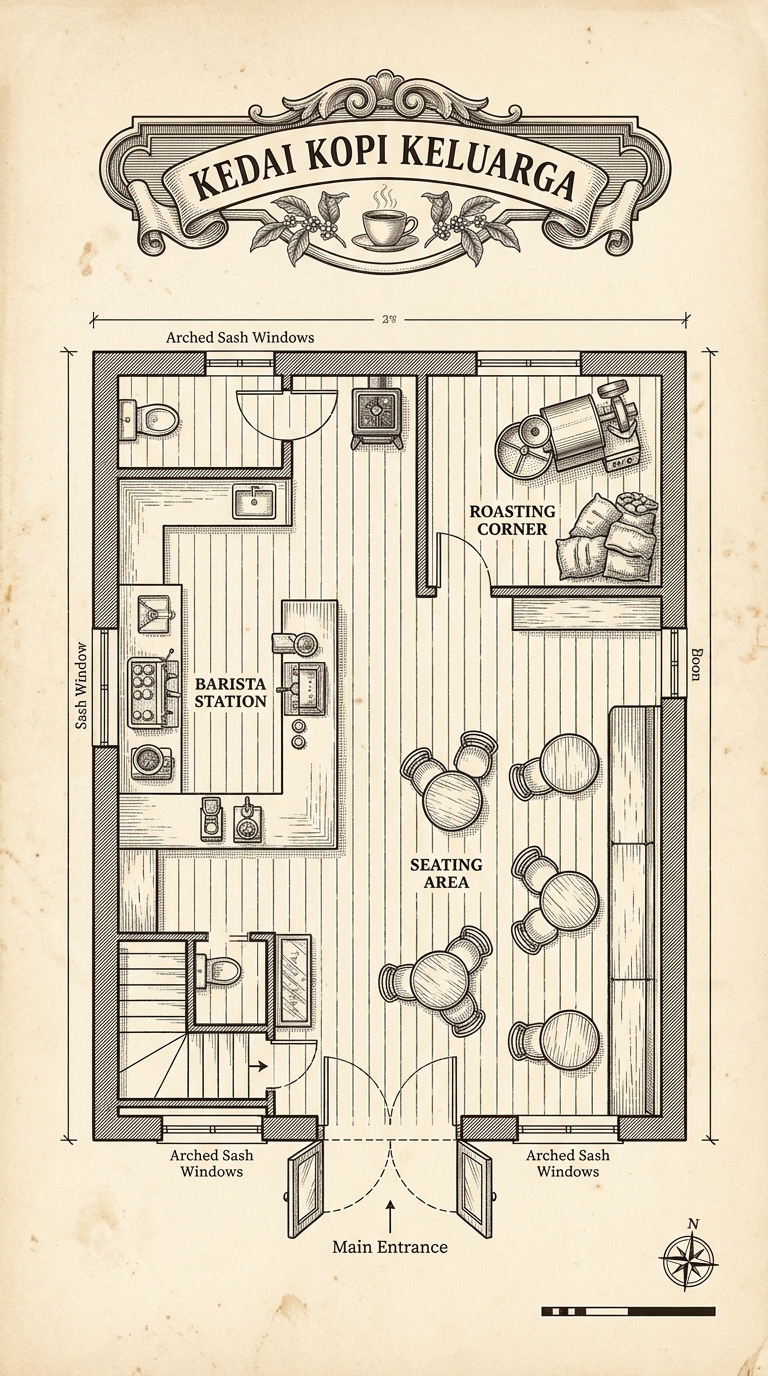 KEDAI KOPI KELUARGA
Arched Sash Windows
ROASTING
CORNER
Sash Window
BARISTA
STATION
SEATING
AREA
Arched Sash
Windows
Arched Sash
Windows
Main Entrance
N